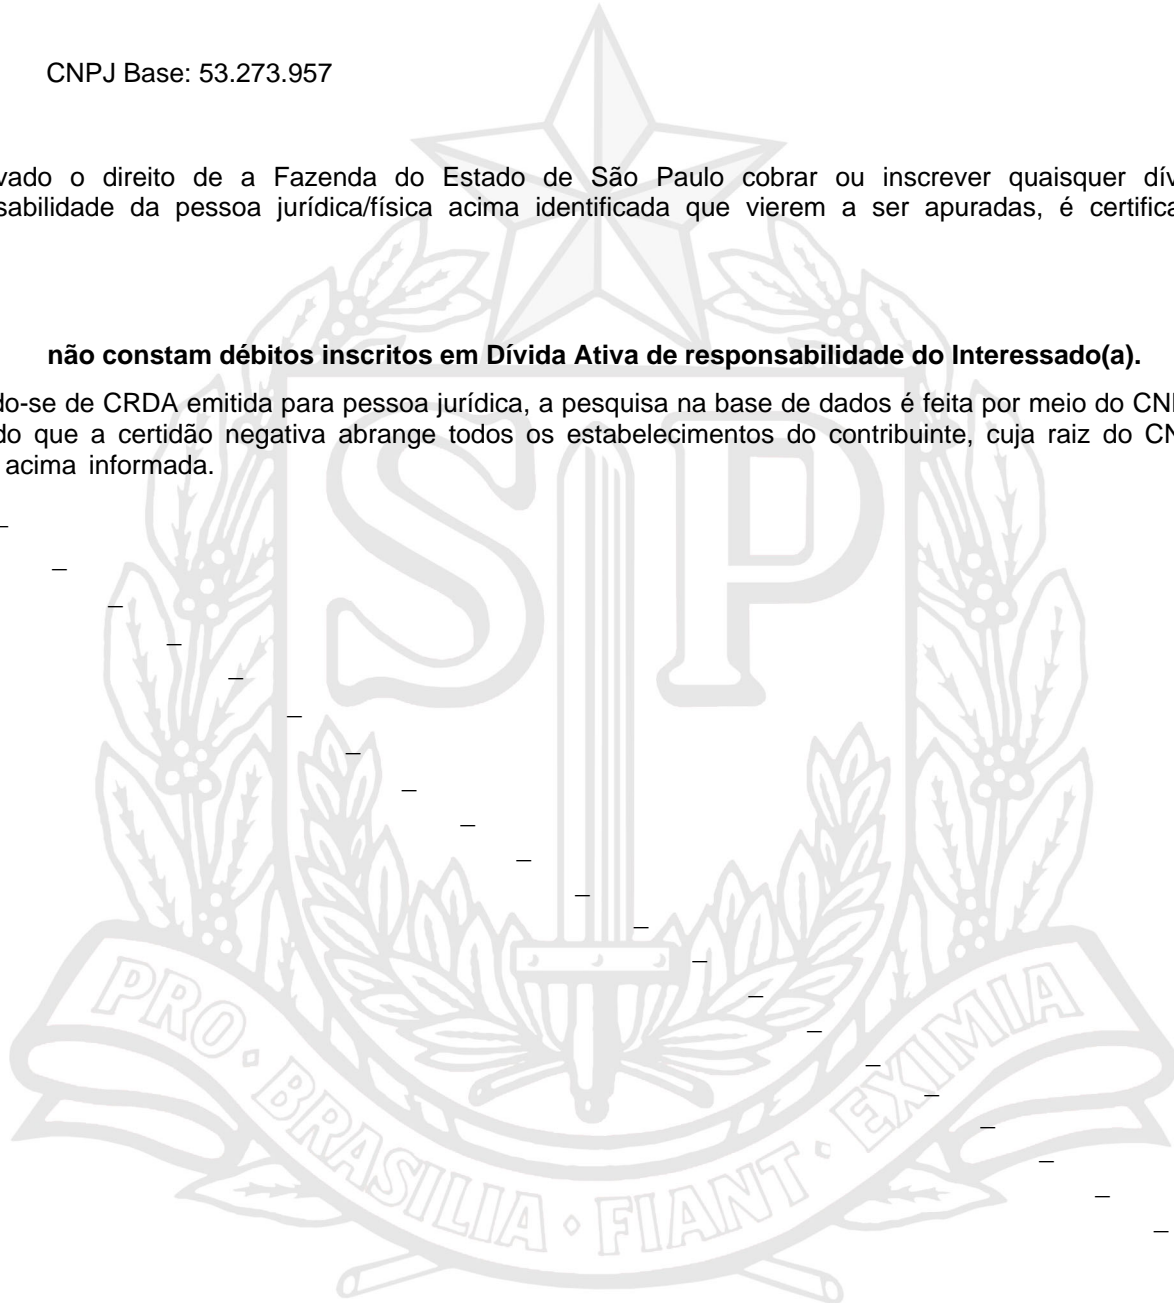 CNPJ Base: 53.273.957
vado o direito de a Fazenda do Estado de São Paulo cobrar ou inscrever quaisquer dív
sabilidade da pessoa jurídica/física acima identificada que vierem a ser apuradas, é certifica
não constam débitos inscritos em Dívida Ativa de responsabilidade do Interessado(a).
do-se de CRDA emitida para pessoa jurídica, a pesquisa na base de dados é feita por meio do CN
do que a certidão negativa abrange todos os estabelecimentos do contribuinte, cuja raiz do CN
acima informada.
SP
PRO • BRASILIA • FIANT • EXIMIA